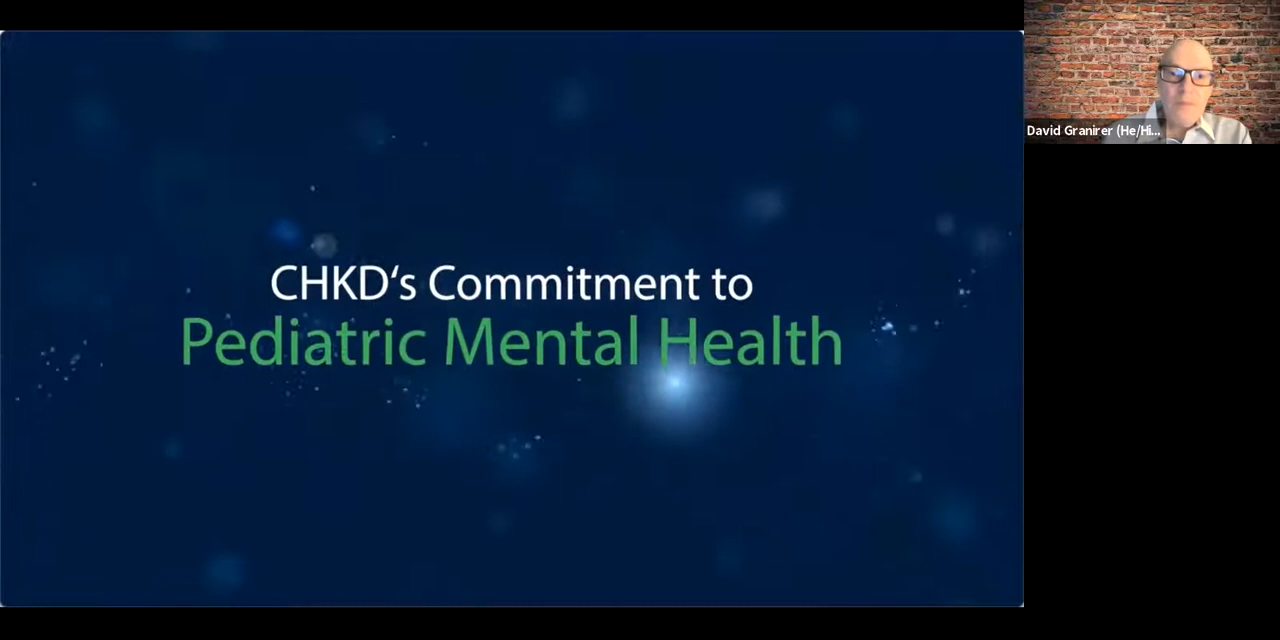 CHKD‘s Commitment to
Pediatric Mental Health
David Granirer (He/Hi...